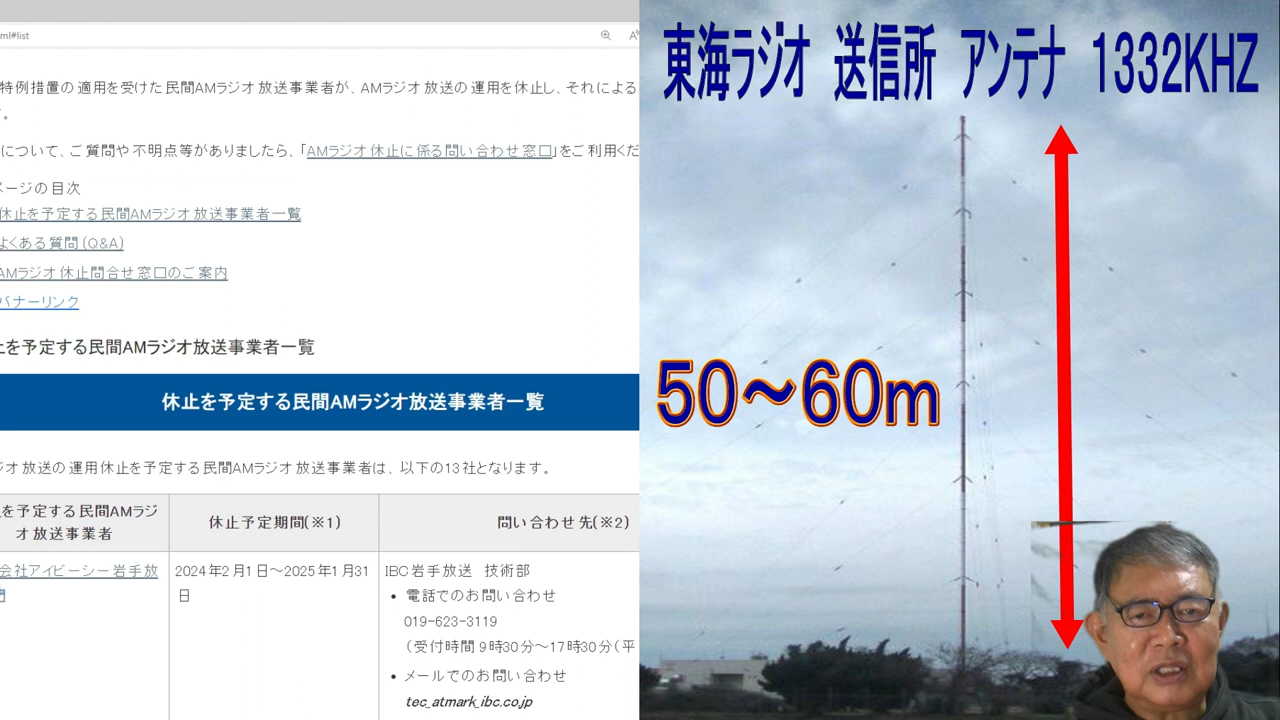 ml#list
特例措置の適用を受けた民間AMラジオ放送事業者が、AMラジオ放送の運用を休止し、それによる
。
について、ご質問や不明点等がありましたら、「AMラジオ休止に係る問い合わせ窓口」をご利用くだ
ページの目次
休止を予定する民間AMラジオ放送事業者一覧
よくある質問(Q&A)
AMラジオ休止問合せ窓口のご案内
バナーリンク
を予定する民間AMラジオ放送事業者一覧
休止を予定する民間AMラジオ放送事業者一覧
ジオ放送の運用休止を予定する民間AMラジオ放送事業者は、以下の13社となります。
を予定する民間AMラジ
オ放送事業者
休止予定期間(※1)
問い合わせ先(※2)
会社アイビーシー岩手放
2024年2月1日～2025年1月31
日
IBC岩手放送 技術部
• 電話でのお問い合わせ
019-623-3119
(受付時間9時30分～17時30分(平
• メールでのお問い合わせ
tec_atmark_ibc.co.jp
東海ラジオ 送信所 アンテナ 1332KHZ
50～60m